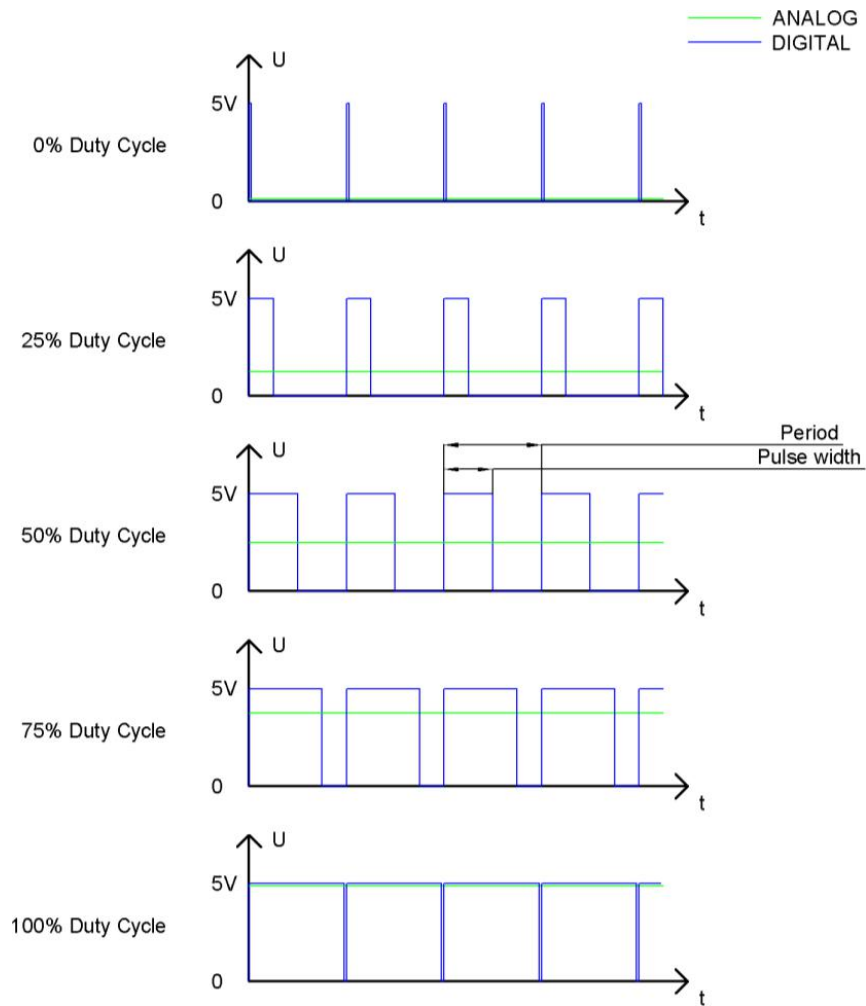 ANALOG
DIGITAL
U
5V
0% Duty Cycle
0
t
U
5V
25% Duty Cycle
0
t
Period
U
Pulse width
5V
50% Duty Cycle
0
t
U
5V
75% Duty Cycle
0
t
U
5V
100% Duty Cycle
0
t